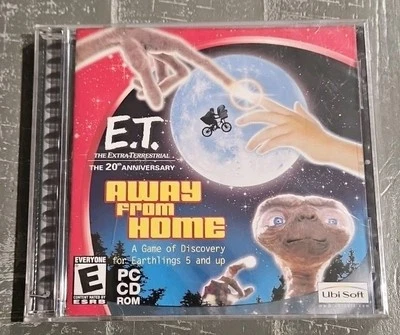 E.T.
THE EXTRA-TERRESTRIAL
THE 20th ANNIVERSARY
AWAY
FROM
HOME
A Game of Discovery
for Earthlings 5 and up
EVERYONE
E
CONTENT RATED BY
ESRB
PC
CD
ROM
Ubi Soft